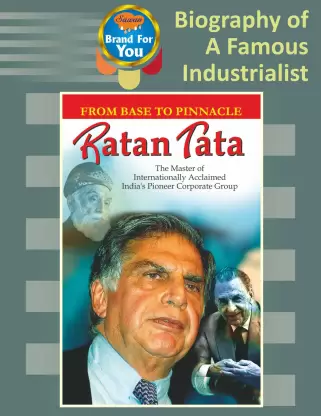 Sawan
Brand For
You
Biography of
A Famous
Industrialist
FROM BASE TO PINNACLE
Ratan Tata
The Master of
Internationally Acclaimed
India's Pioneer Corporate Group